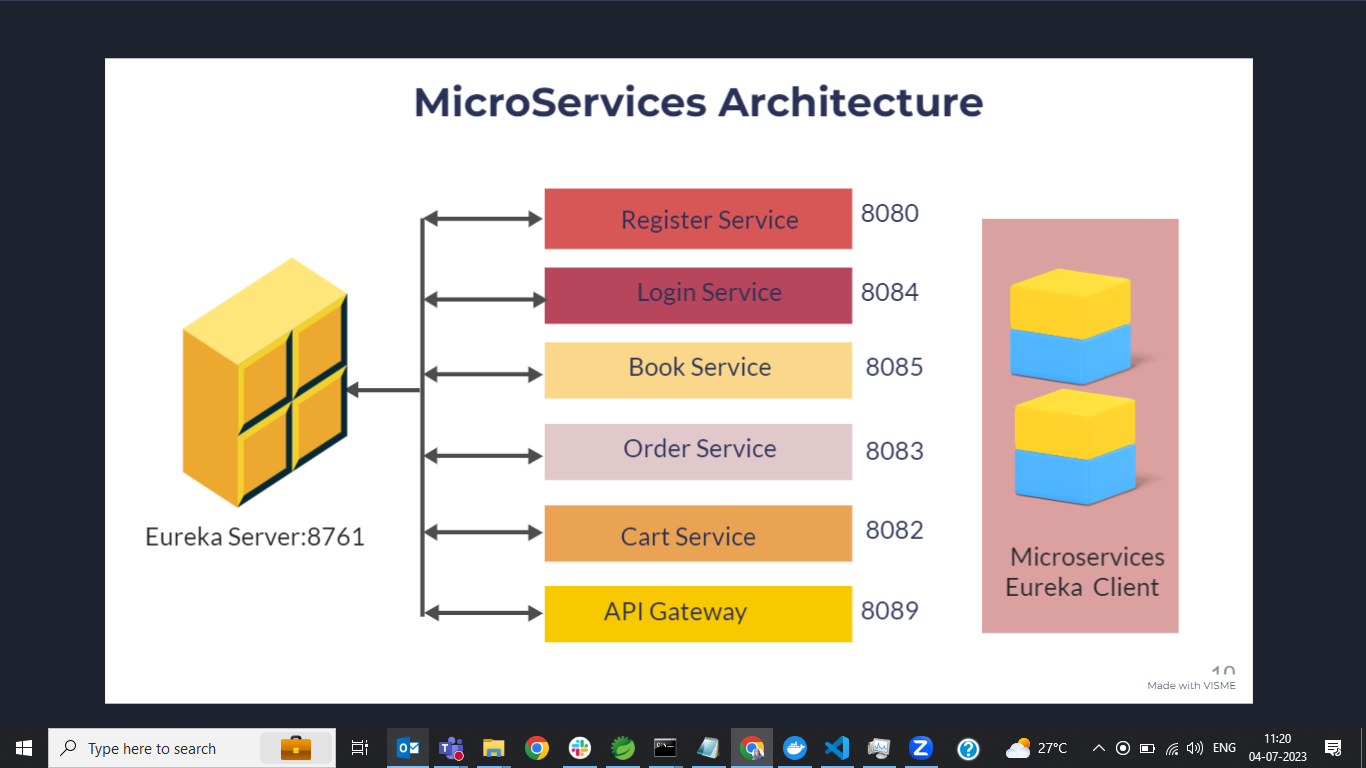 MicroServices Architecture
Register Service
8080
Login Service
8084
Book Service
8085
Order Service
8083
Cart Service
8082
API Gateway
8089
Eureka Server:8761
Microservices
Eureka Client
10
Made with VISME
Type here to search
27°C
ENG
11:20
04-07-2023